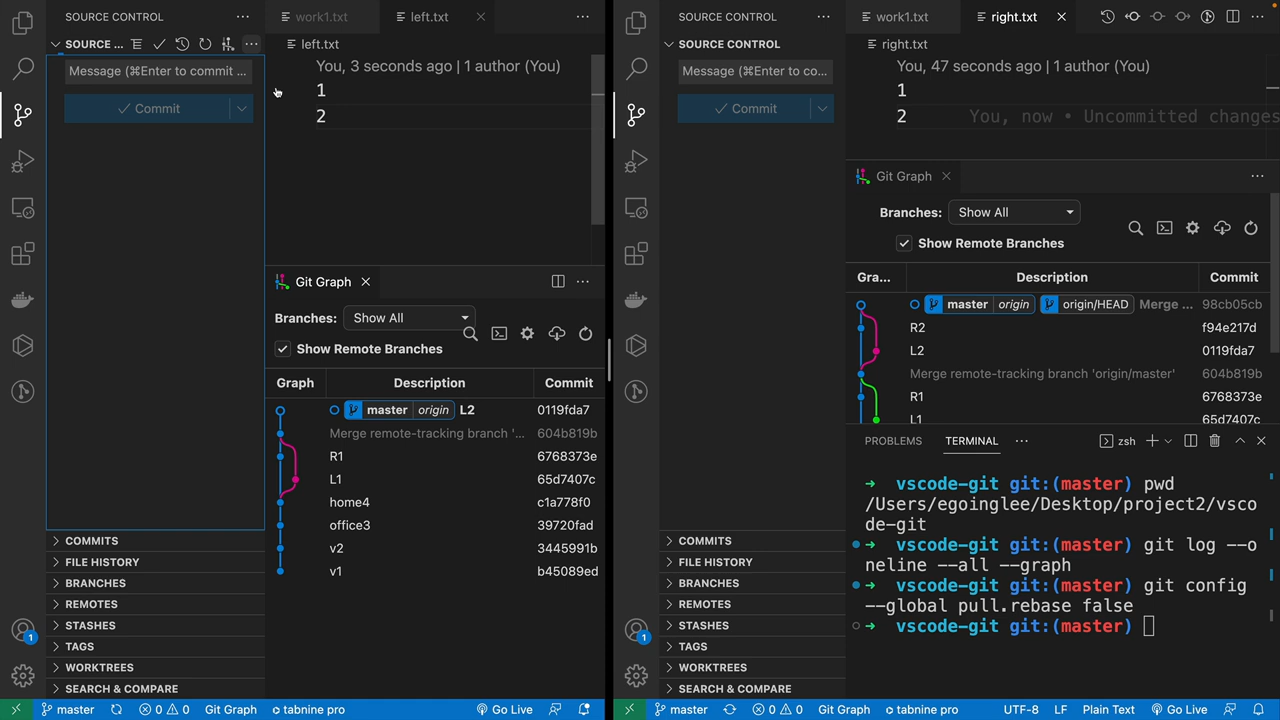 SOURCE CONTROL
SOURCE ...
Message (⌘Enter to commit ...
Commit
COMMITS
FILE HISTORY
BRANCHES
REMOTES
STASHES
TAGS
WORKTREES
SEARCH & COMPARE
1
work1.txt
left.txt
left.txt
You, 3 seconds ago | 1 author (You)
1
2
Git Graph
Branches: Show All
Show Remote Branches
Graph Description Commit
master origin L2 0119fda7
Merge remote-tracking branch '... 604b819b
R1 6768373e
L1 65d7407c
home4 c1a778f0
office3 39720fad
v2 3445991b
v1 b45089ed
master 0 0 Git Graph tabnine pro Go Live
SOURCE CONTROL
SOURCE CONTROL
Message (⌘Enter to co...
Commit
COMMITS
FILE HISTORY
BRANCHES
REMOTES
STASHES
TAGS
WORKTREES
SEARCH & COMPARE
1
work1.txt
right.txt
right.txt
You, 47 seconds ago | 1 author (You)
1
2 You, now • Uncommitted changes
Git Graph
Branches: Show All
Show Remote Branches
Gra... Description Commit
master origin origin/HEAD Merge ... 98cb05cb
R2 f94e217d
L2 0119fda7
Merge remote-tracking branch 'origin/master' 604b819b
R1 6768373e
L1 65d7407c
PROBLEMS TERMINAL zsh
→ vscode-git git:(master) pwd
/Users/egoinglee/Desktop/project2/vsco
de-git
→ vscode-git git:(master) git log --o
neline --all --graph
→ vscode-git git:(master) git config
--global pull.rebase false
→ vscode-git git:(master)
master 0 0 Git Graph tabnine pro UTF-8 LF Plain Text Go Live